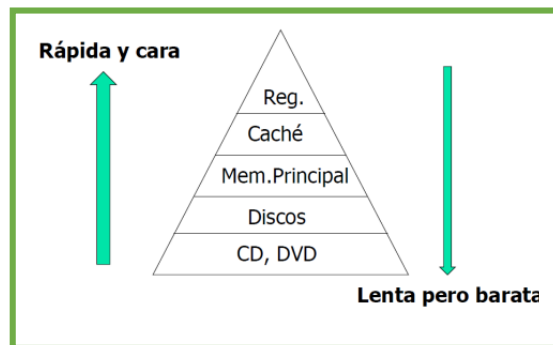 Rápida y cara
Reg.
Caché
Mem.Principal
Discos
CD, DVD
Lenta pero barata